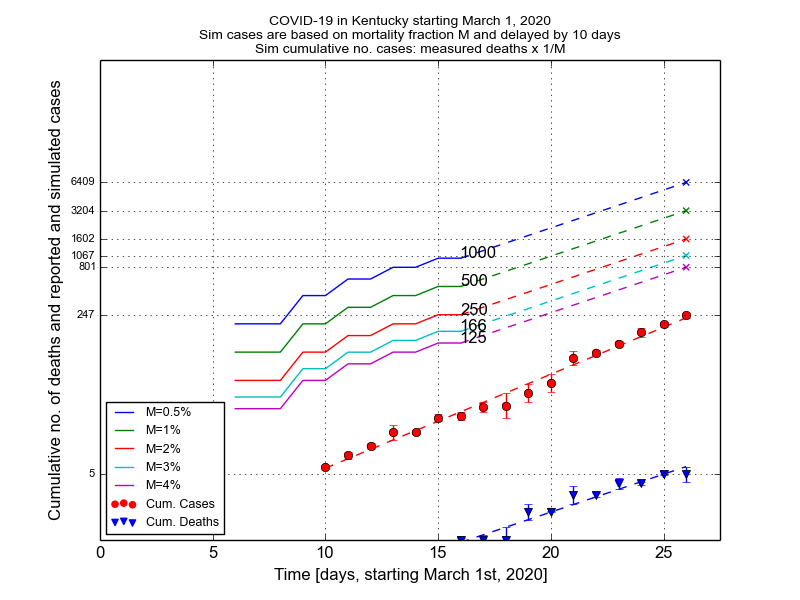 COVID-19 in Kentucky starting March 1, 2020
Sim cases are based on mortality fraction M and delayed by 10 days
Sim cumulative no. cases: measured deaths x 1/M
Cumulative no. of deaths and reported and simulated cases
6409
3204
1602
1067
801
247
5
1000
500
250
166
125
M=0.5%
M=1%
M=2%
M=3%
M=4%
Cum. Cases
Cum. Deaths
0 5 10 15 20 25
Time [days, starting March 1st, 2020]